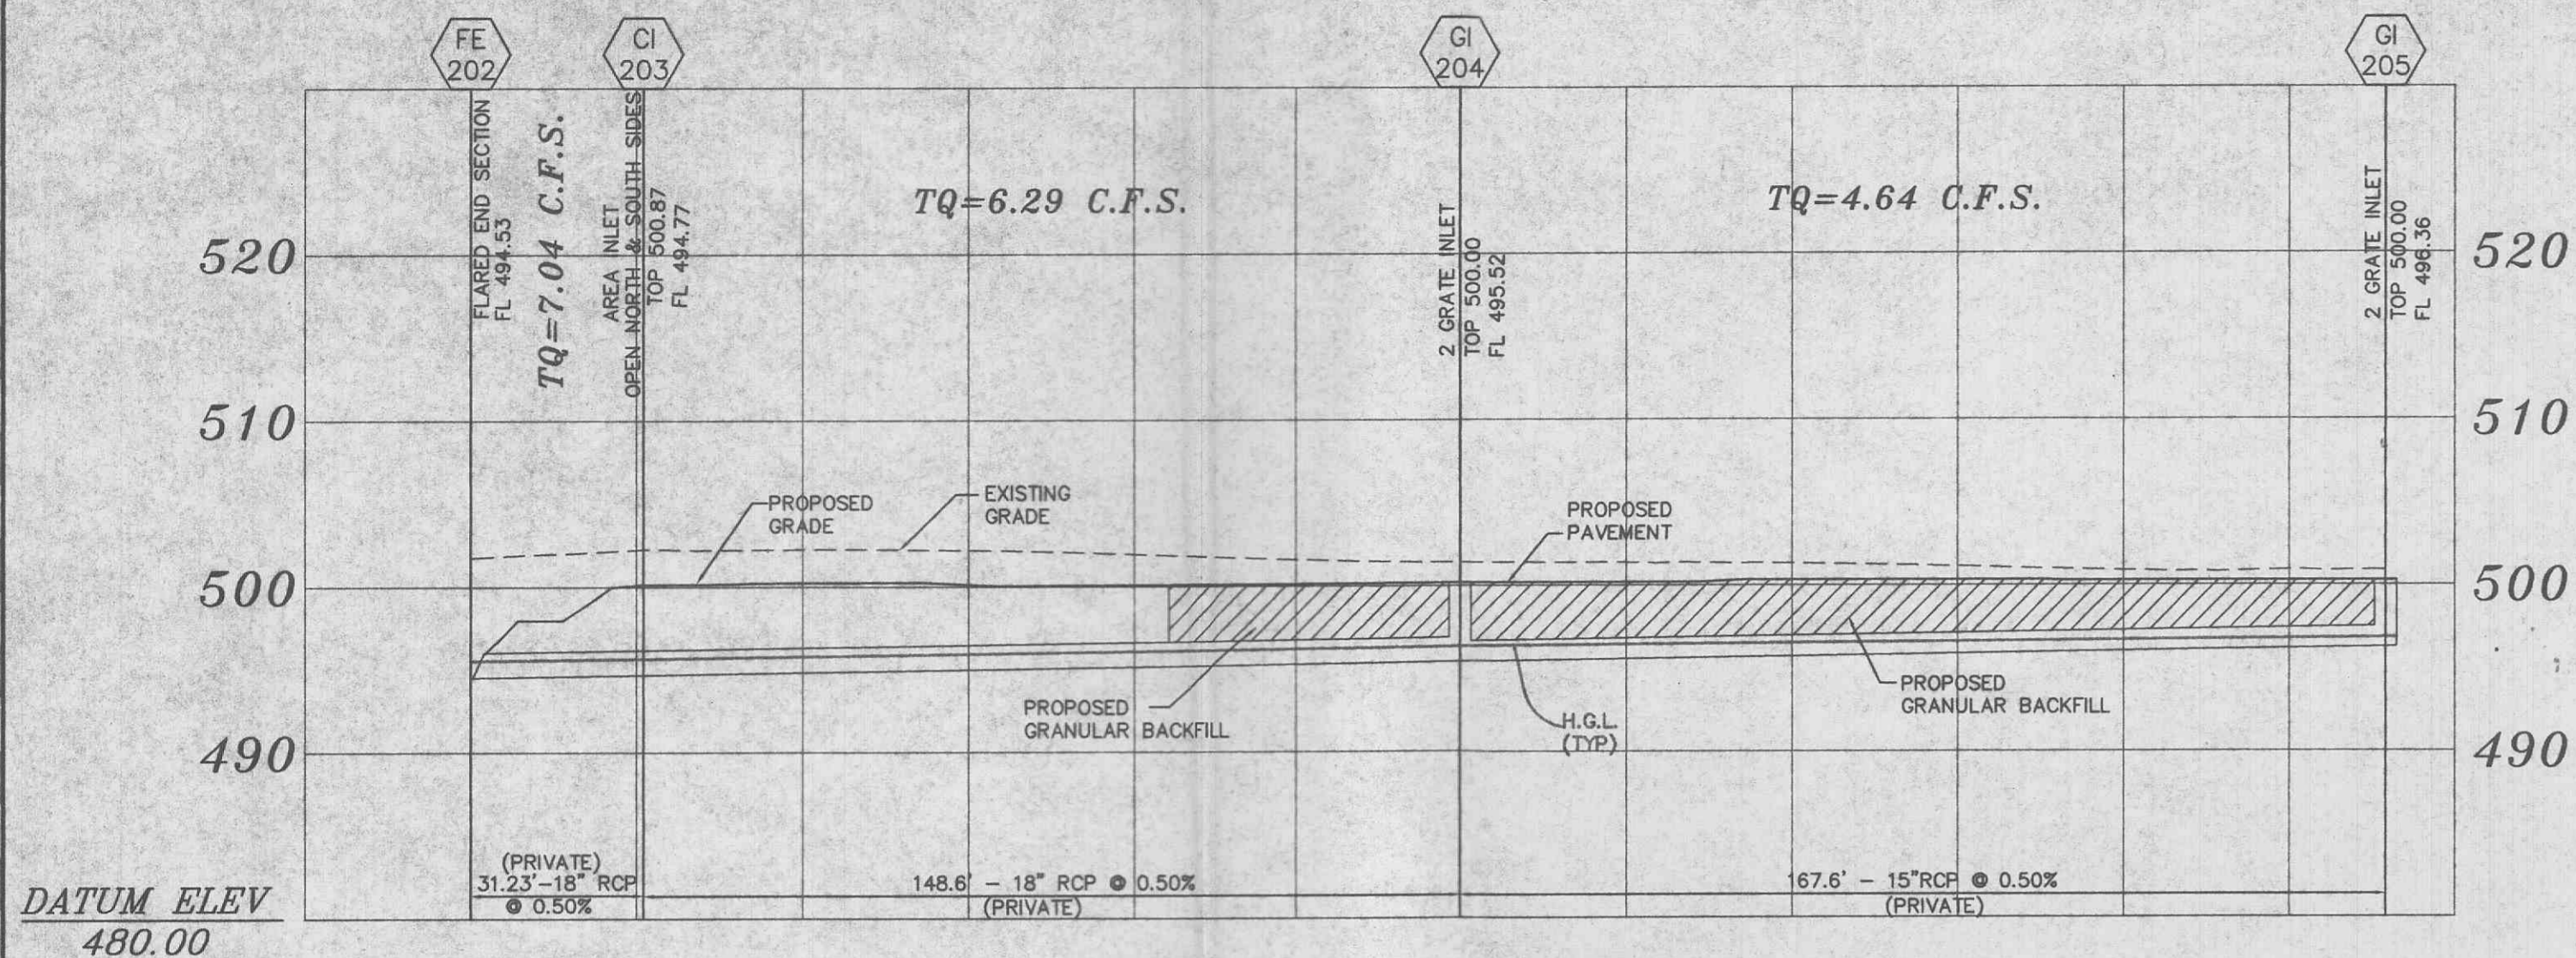 FE
202
CI
203
GI
204
GI
205
FLARED END SECTION
FL 494.53
TQ=7.04 C.F.S.
AREA INLET
OPEN NORTH & SOUTH SIDES
TOP 500.87
FL 494.77
TQ=6.29 C.F.S.
2 GRATE INLET
TOP 500.00
FL 495.52
TQ=4.64 C.F.S.
2 GRATE INLET
TOP 500.00
FL 496.36
520
520
510
510
PROPOSED
GRADE
EXISTING
GRADE
PROPOSED
PAVEMENT
500
500
PROPOSED
GRANULAR BACKFILL
H.G.L.
(TYP)
PROPOSED
GRANULAR BACKFILL
490
490
(PRIVATE)
31.23'-18" RCP
@ 0.50%
148.6' - 18" RCP @ 0.50%
(PRIVATE)
167.6' - 15"RCP @ 0.50%
(PRIVATE)
DATUM ELEV
480.00